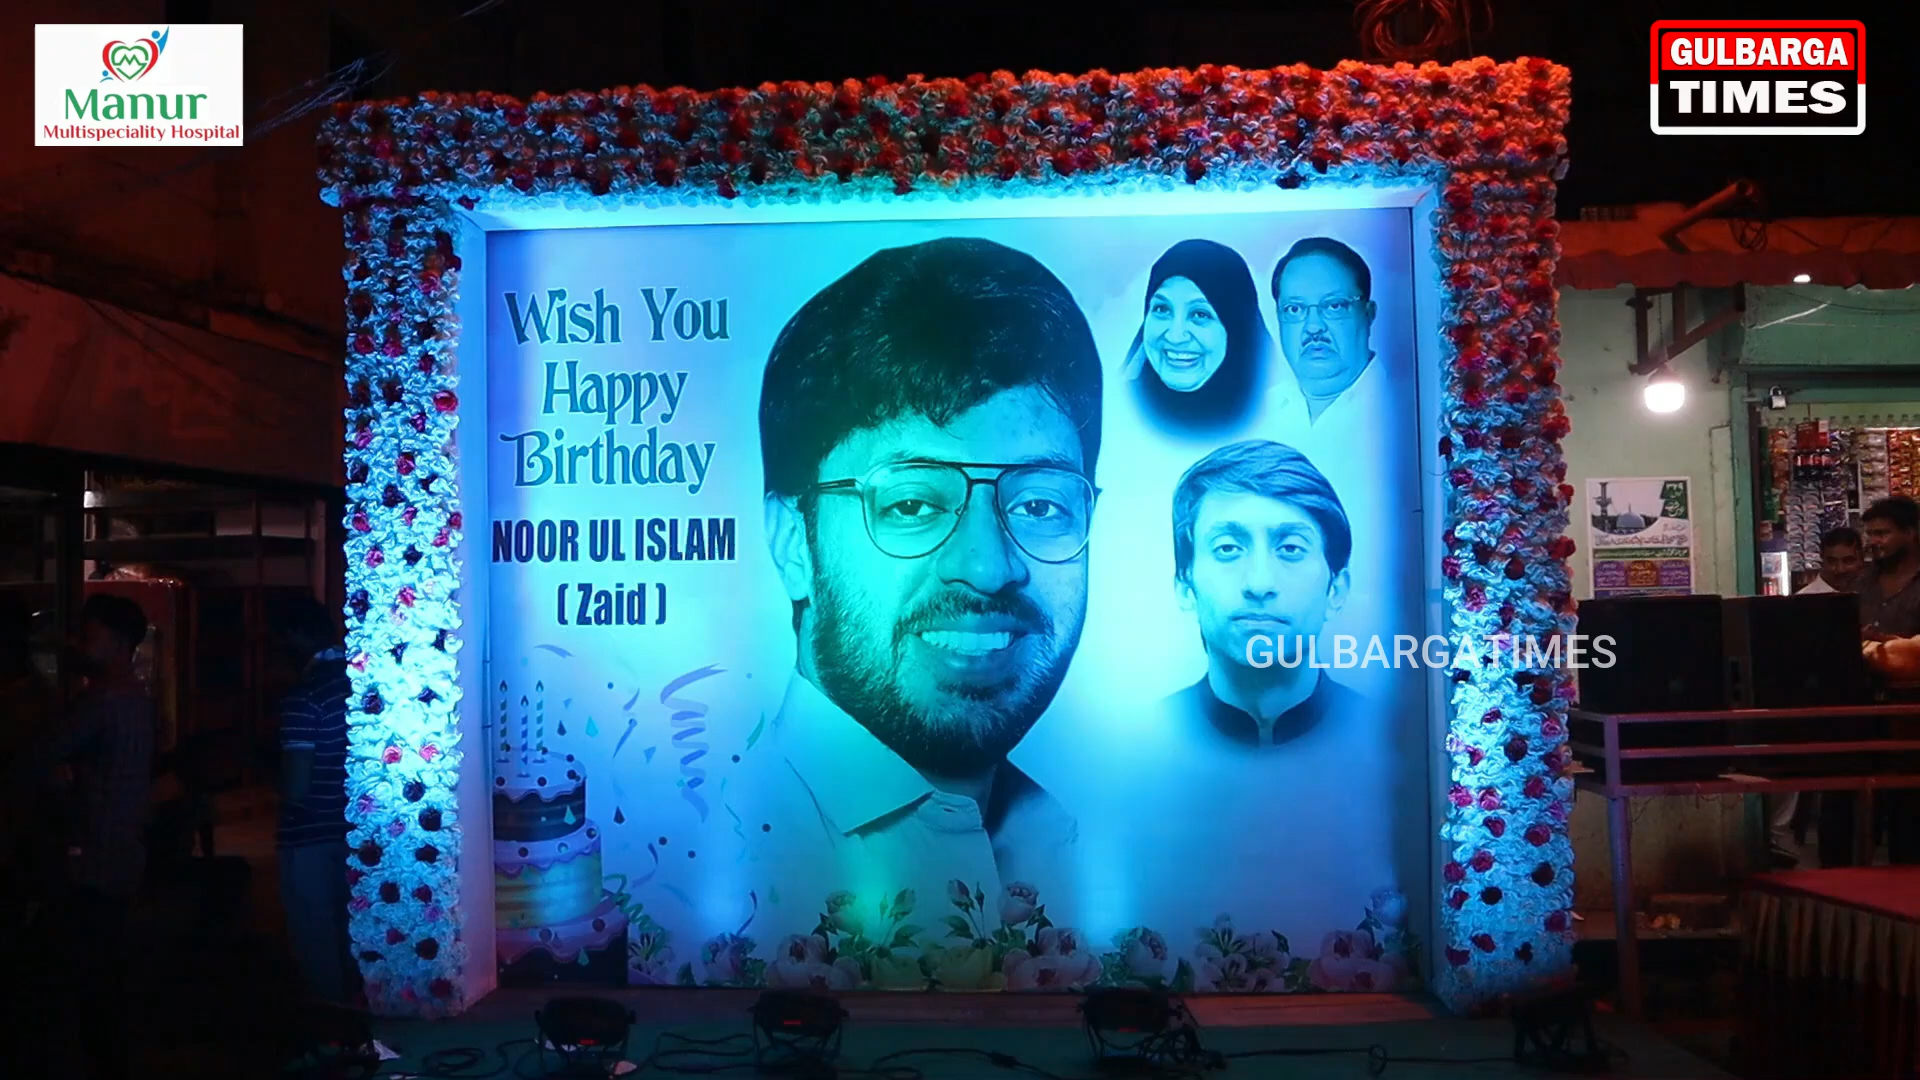 Manur
Multispeciality Hospital
GULBARGA
TIMES
Wish You
Happy
Birthday
NOOR UL ISLAM
( Zaid )
GULBARGATIMES